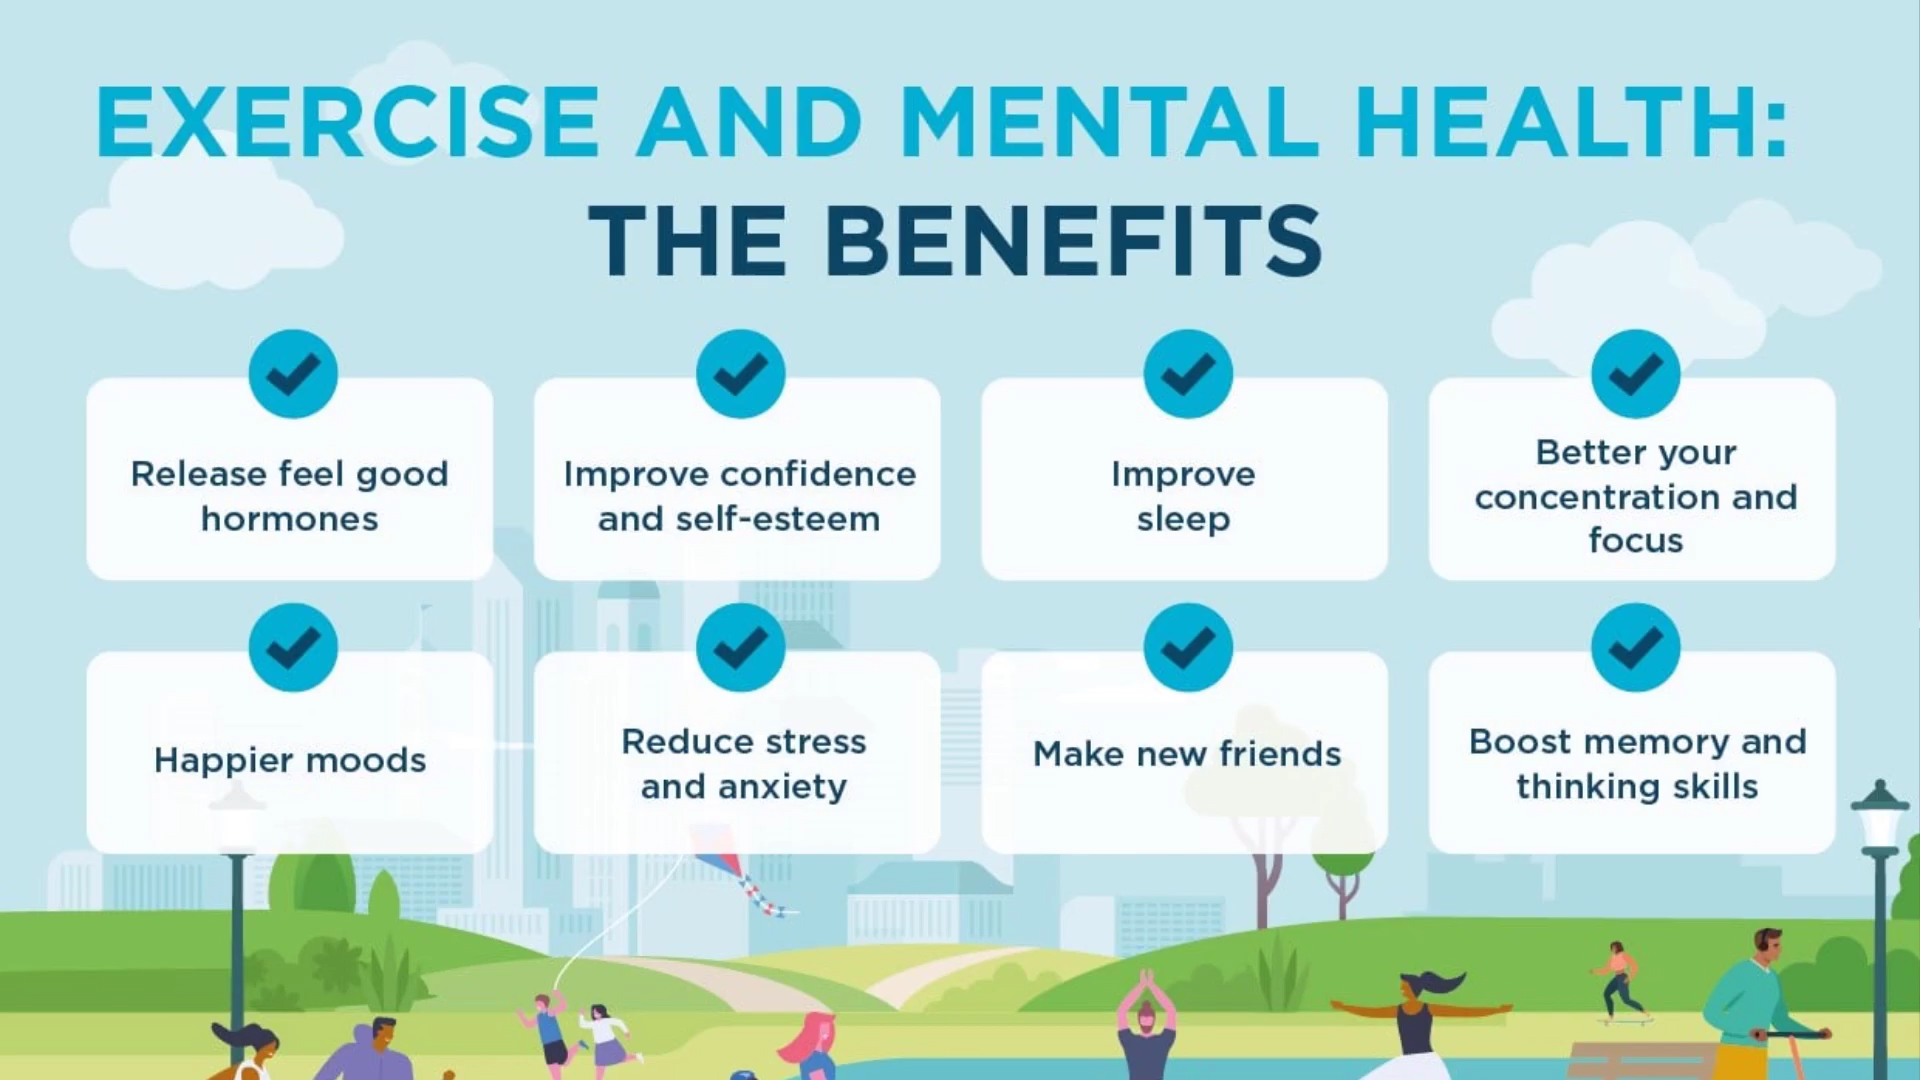 EXERCISE AND MENTAL HEALTH:
THE BENEFITS
Release feel good
hormones
Improve confidence
and self-esteem
Improve
sleep
Better your
concentration and
focus
Happier moods
Reduce stress
and anxiety
Make new friends
Boost memory and
thinking skills